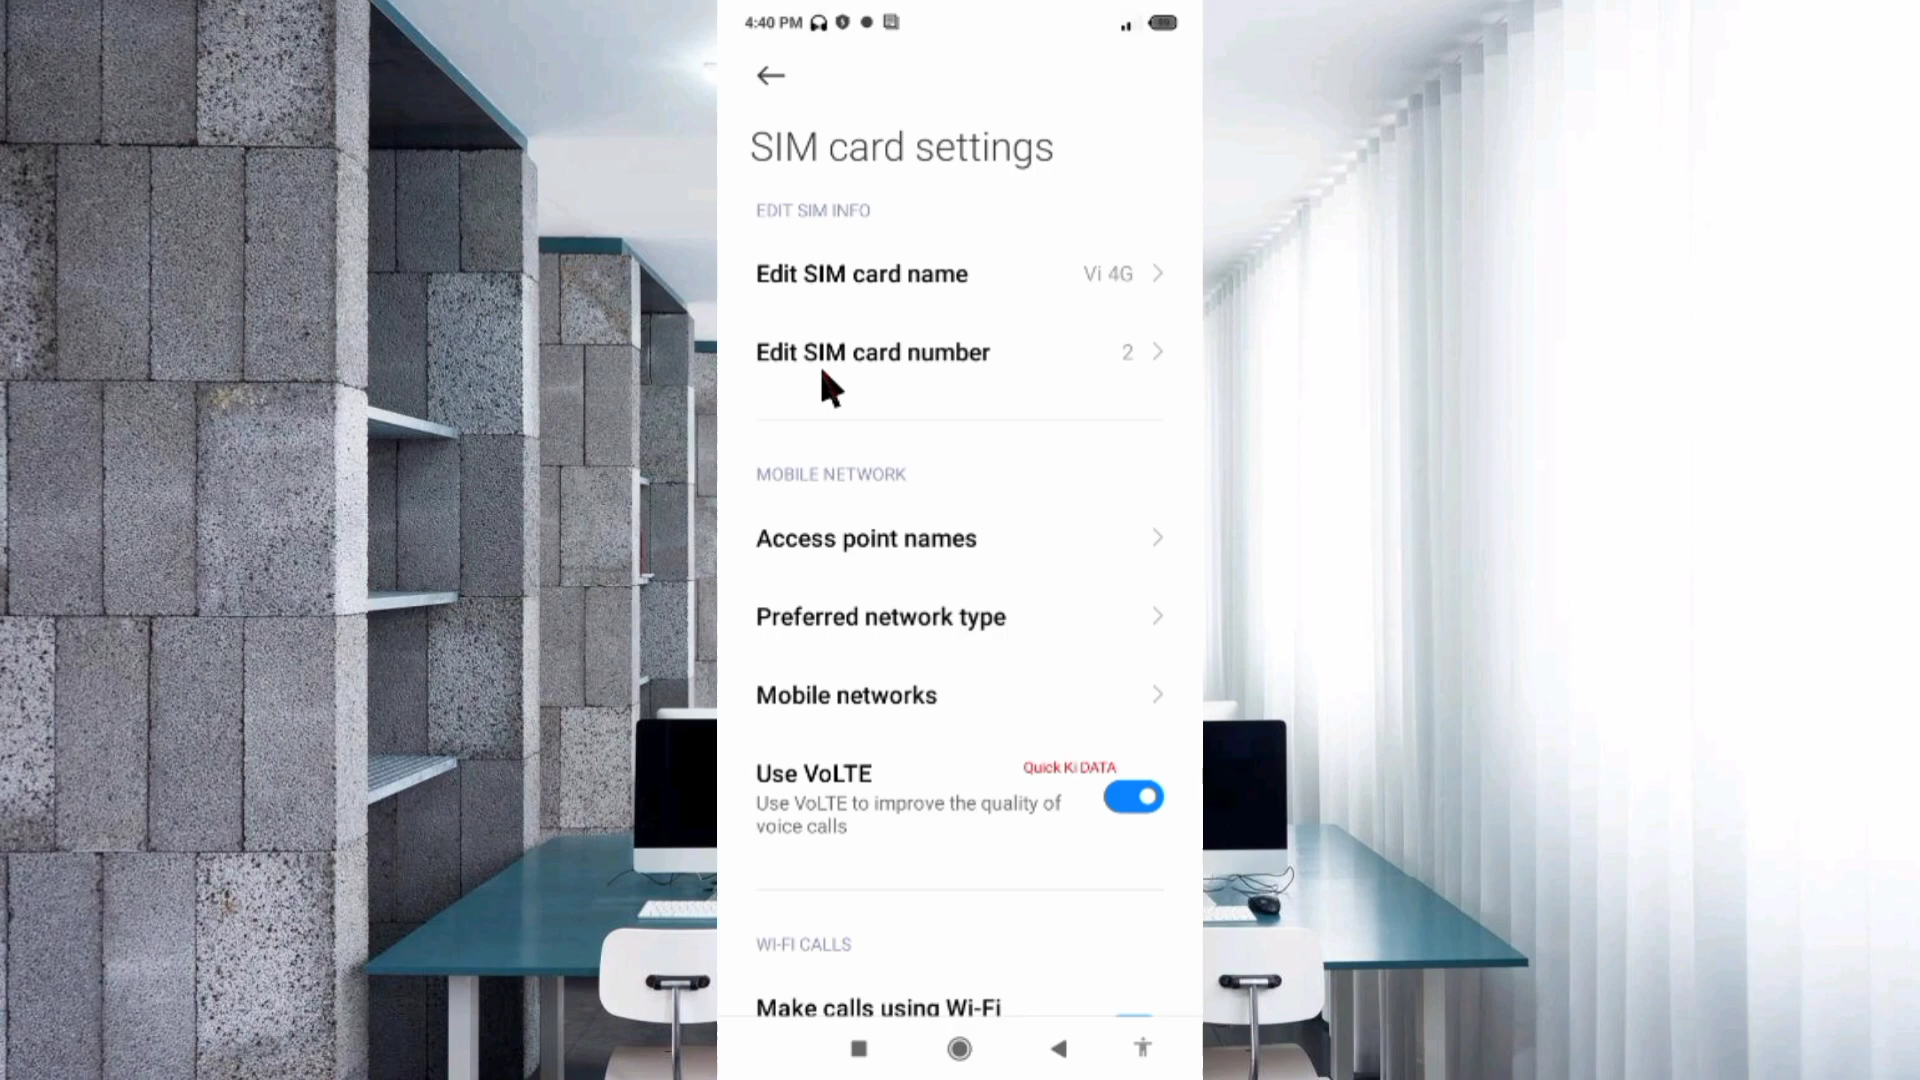 4:40 PM
SIM card settings
EDIT SIM INFO
Edit SIM card name
Vi 4G
Edit SIM card number
2
MOBILE NETWORK
Access point names
Preferred network type
Mobile networks
Use VoLTE
Quick Ki DATA
Use VoLTE to improve the quality of
voice calls
WI-FI CALLS
Make calls using Wi-Fi